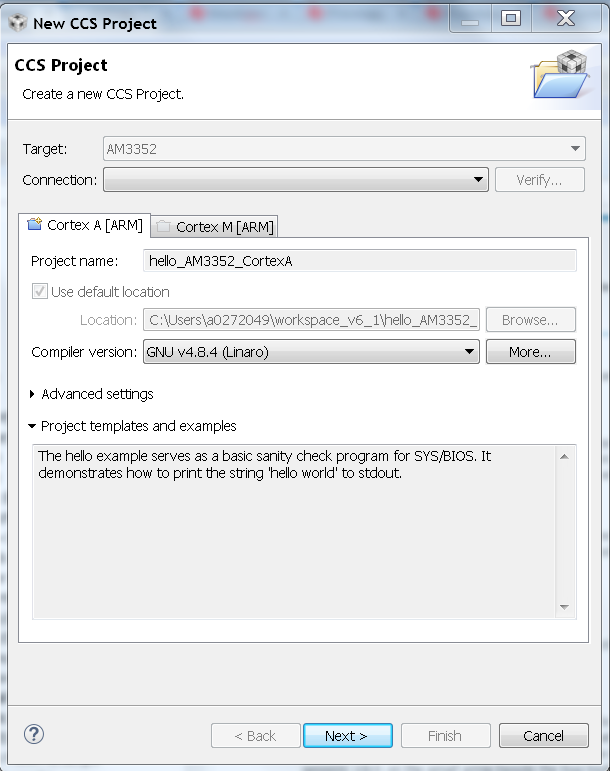 New CCS Project
CCS Project
Create a new CCS Project.
Target: AM3352
Connection: Verify...
Cortex A [ARM] Cortex M [ARM]
Project name: hello_AM3352_CortexA
Use default location
Location: C:\Users\a0272049\workspace_v6_1\hello_AM3352_ Browse...
Compiler version: GNU v4.8.4 (Linaro) More...
Advanced settings
Project templates and examples
The hello example serves as a basic sanity check program for SYS/BIOS. It
demonstrates how to print the string 'hello world' to stdout.
? < Back Next > Finish Cancel